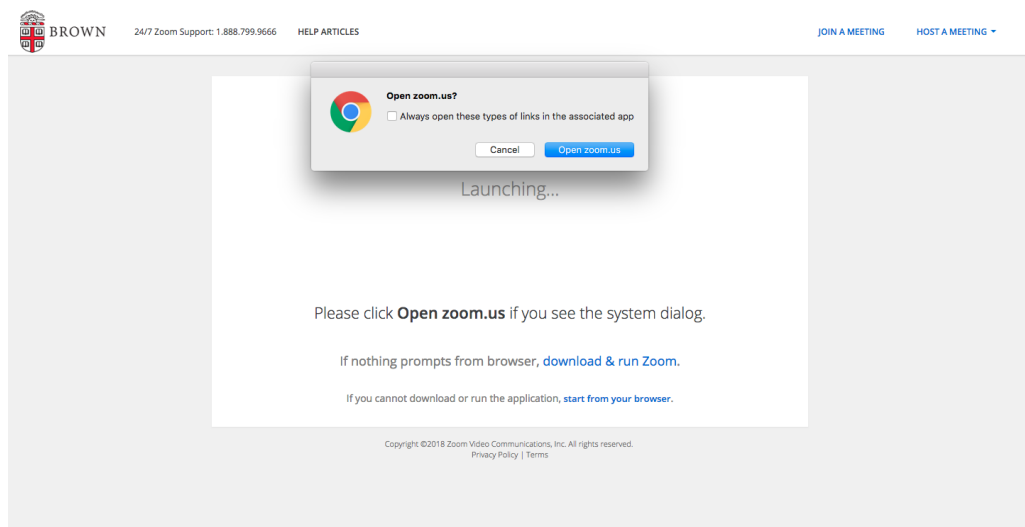 BROWN
24/7 Zoom Support: 1.888.799.9666
HELP ARTICLES
JOIN A MEETING
HOST A MEETING
Open zoom.us?
Always open these types of links in the associated app
Cancel
Open zoom.us
Launching...
Please click Open zoom.us if you see the system dialog.
If nothing prompts from browser, download & run Zoom.
If you cannot download or run the application, start from your browser.
Copyright ©2018 Zoom Video Communications, Inc. All rights reserved.
Privacy Policy | Terms